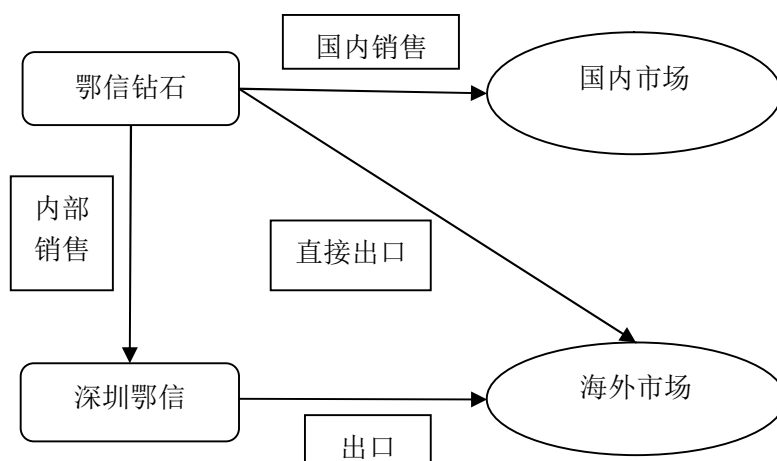 国内销售
鄂信钻石
国内市场
内部
销售
直接出口
深圳鄂信
海外市场
出口